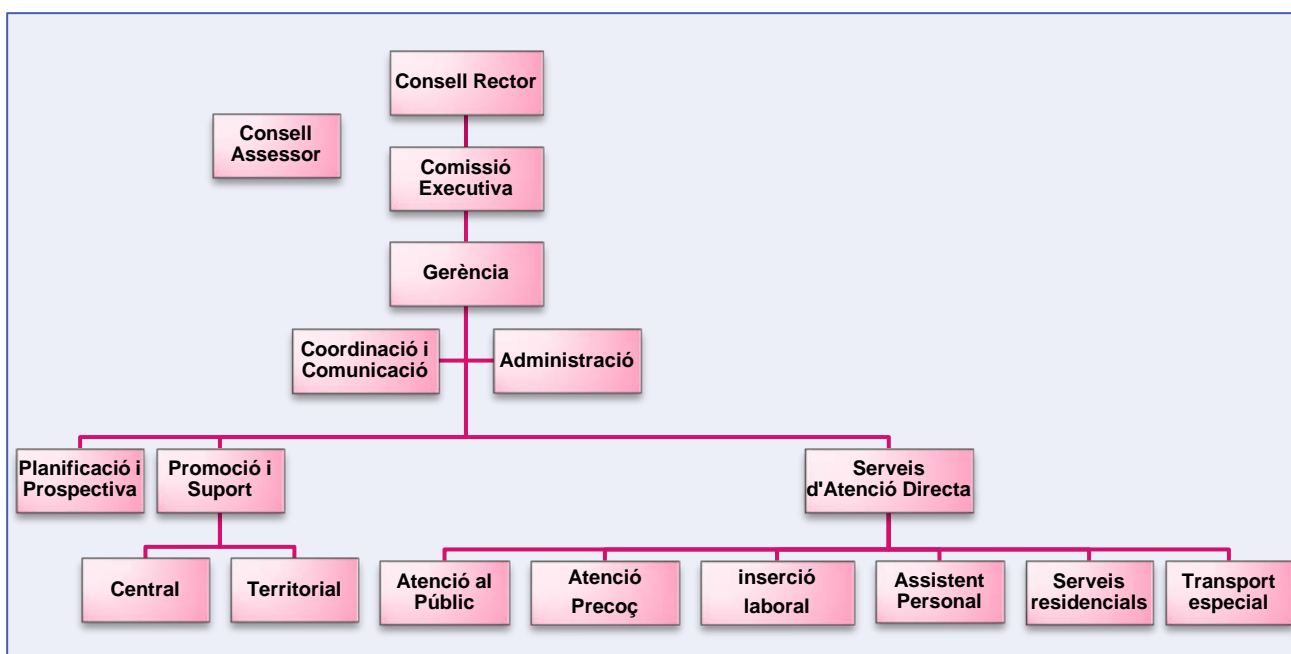 Consell Rector
Consell
Assessor
Comissió
Executiva
Gerència
Coordinació i
Comunicació
Administració
Planificació i
Prospectiva
Promoció i
Suport
Serveis
d'Atenció Directa
Central
Territorial
Atenció al
Públic
Atenció
Precoç
inserció
laboral
Assistent
Personal
Serveis
residencials
Transport
especial